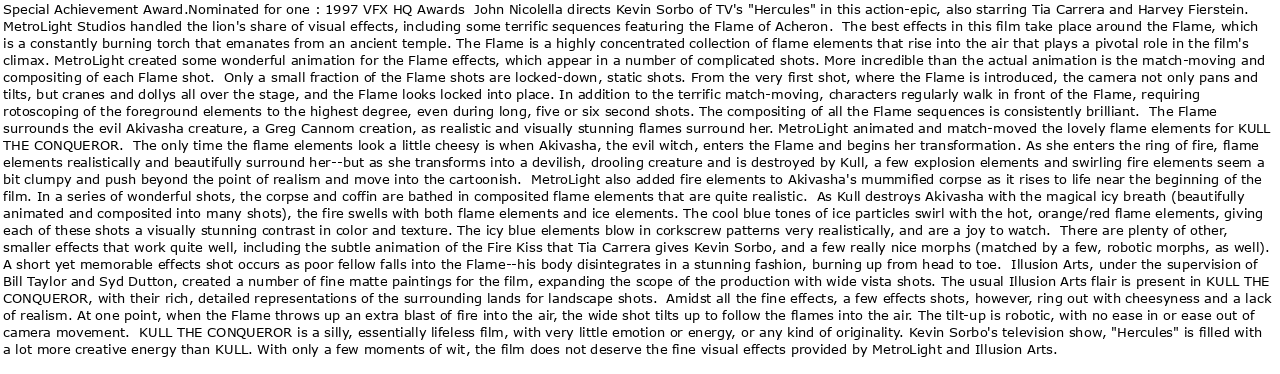 Special Achievement Award.Nominated for one : 1997 VFX HQ Awards  John Nicolella directs Kevin Sorbo of TV's "Hercules" in this action-epic, also starring Tia Carrera and Harvey Fierstein.
MetroLight Studios handled the lion's share of visual effects, including some terrific sequences featuring the Flame of Acheron.  The best effects in this film take place around the Flame, which
is a constantly burning torch that emanates from an ancient temple. The Flame is a highly concentrated collection of flame elements that rise into the air that plays a pivotal role in the film's
climax. MetroLight created some wonderful animation for the Flame effects, which appear in a number of complicated shots. More incredible than the actual animation is the match-moving and
compositing of each Flame shot.  Only a small fraction of the Flame shots are locked-down, static shots. From the very first shot, where the Flame is introduced, the camera not only pans and
tilts, but cranes and dollys all over the stage, and the Flame looks locked into place. In addition to the terrific match-moving, characters regularly walk in front of the Flame, requiring
rotoscoping of the foreground elements to the highest degree, even during long, five or six second shots. The compositing of all the Flame sequences is consistently brilliant.  The Flame
surrounds the evil Akivasha creature, a Greg Cannom creation, as realistic and visually stunning flames surround her. MetroLight animated and match-moved the lovely flame elements for KULL
THE CONQUEROR.  The only time the flame elements look a little cheesy is when Akivasha, the evil witch, enters the Flame and begins her transformation. As she enters the ring of fire, flame
elements realistically and beautifully surround her--but as she transforms into a devilish, drooling creature and is destroyed by Kull, a few explosion elements and swirling fire elements seem a
bit clumpy and push beyond the point of realism and move into the cartoonish.  MetroLight also added fire elements to Akivasha's mummified corpse as it rises to life near the beginning of the
film. In a series of wonderful shots, the corpse and coffin are bathed in composited flame elements that are quite realistic.  As Kull destroys Akivasha with the magical icy breath (beautifully
animated and composited into many shots), the fire swells with both flame elements and ice elements. The cool blue tones of ice particles swirl with the hot, orange/red flame elements, giving
each of these shots a visually stunning contrast in color and texture. The icy blue elements blow in corkscrew patterns very realistically, and are a joy to watch.  There are plenty of other,
smaller effects that work quite well, including the subtle animation of the Fire Kiss that Tia Carrera gives Kevin Sorbo, and a few really nice morphs (matched by a few, robotic morphs, as well).
A short yet memorable effects shot occurs as poor fellow falls into the Flame--his body disintegrates in a stunning fashion, burning up from head to toe.  Illusion Arts, under the supervision of
Bill Taylor and Syd Dutton, created a number of fine matte paintings for the film, expanding the scope of the production with wide vista shots. The usual Illusion Arts flair is present in KULL THE
CONQUEROR, with their rich, detailed representations of the surrounding lands for landscape shots.  Amidst all the fine effects, a few effects shots, however, ring out with cheesyness and a lack
of realism. At one point, when the Flame throws up an extra blast of fire into the air, the wide shot tilts up to follow the flames into the air. The tilt-up is robotic, with no ease in or ease out of
camera movement.  KULL THE CONQUEROR is a silly, essentially lifeless film, with very little emotion or energy, or any kind of originality. Kevin Sorbo's television show, "Hercules" is filled with
a lot more creative energy than KULL. With only a few moments of wit, the film does not deserve the fine visual effects provided by MetroLight and Illusion Arts.